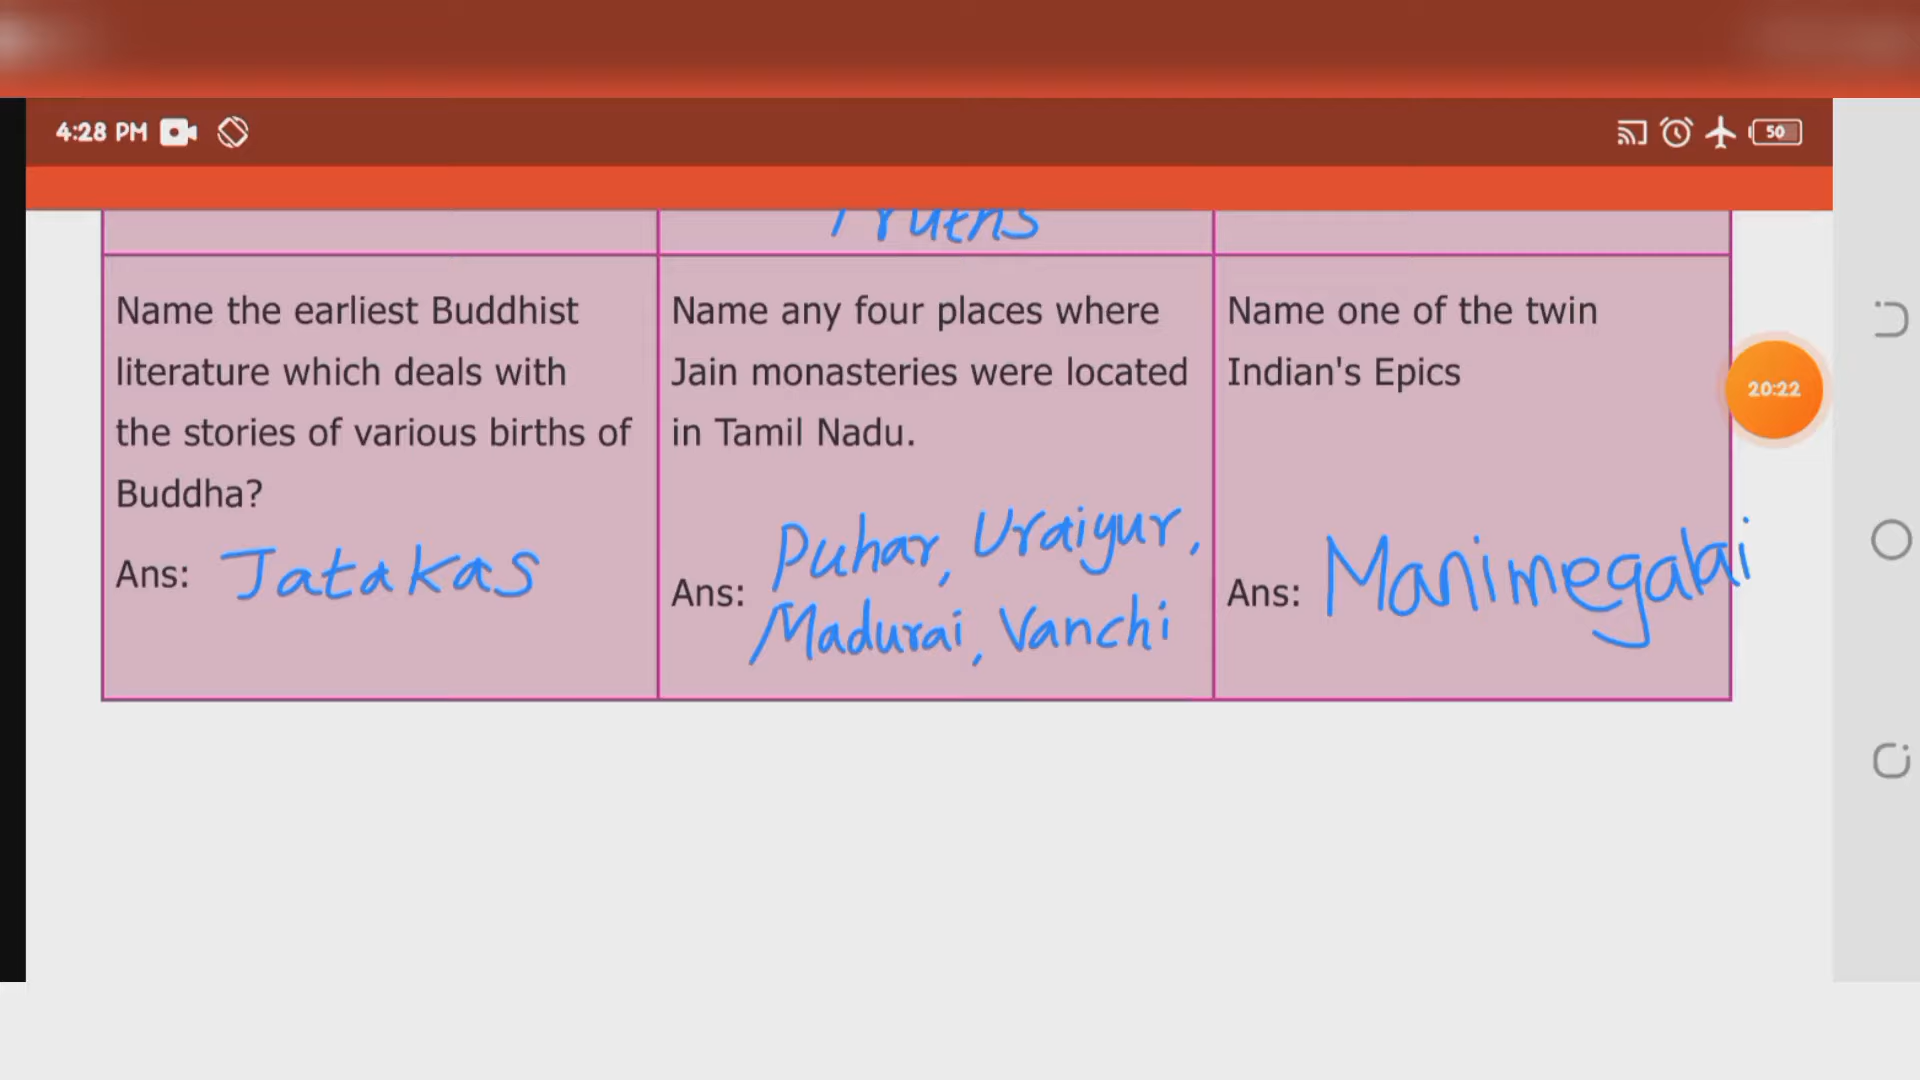 4:28 PM
50
Truths
Name the earliest Buddhist
literature which deals with
the stories of various births of
Buddha?
Ans: Jatakas
Name any four places where
Jain monasteries were located
in Tamil Nadu.
Ans: Puhar, Uraiyur,
Madurai, Vanchi
Name one of the twin
Indian's Epics
Ans: Manimegalai
20:22